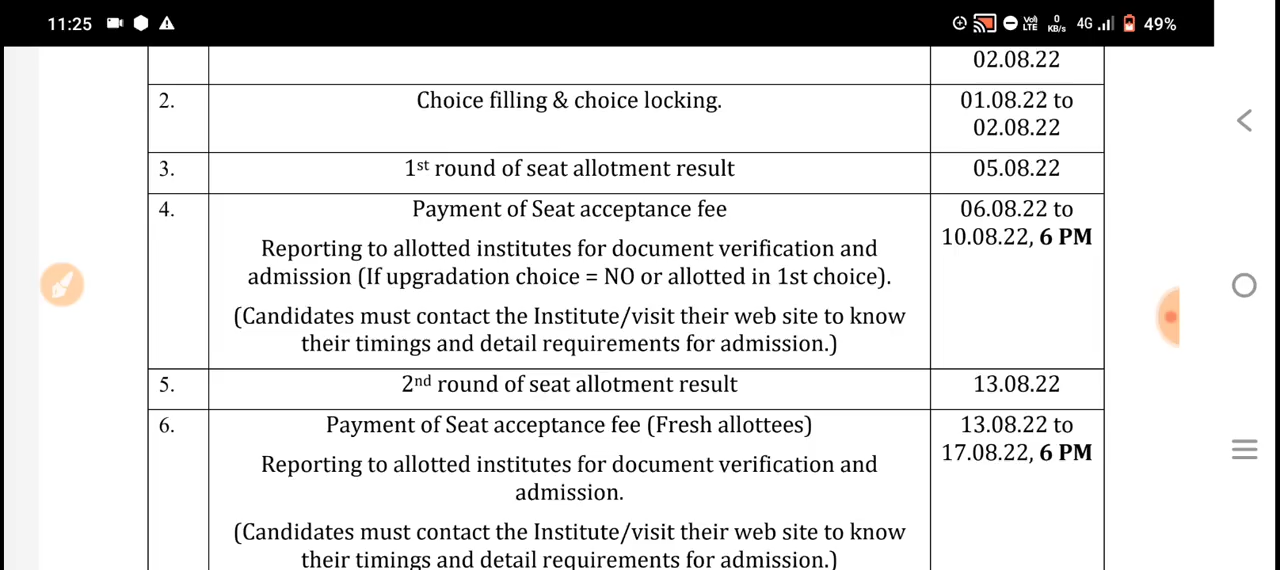 11:25
Vo) LTE
0 KB/s
4G
49%
02.08.22
2.
Choice filling & choice locking.
01.08.22 to
02.08.22
3.
1st round of seat allotment result
05.08.22
4.
Payment of Seat acceptance fee
06.08.22 to
10.08.22, 6 PM
Reporting to allotted institutes for document verification and
admission (If upgradation choice = NO or allotted in 1st choice).
(Candidates must contact the Institute/visit their web site to know
their timings and detail requirements for admission.)
5.
2nd round of seat allotment result
13.08.22
6.
Payment of Seat acceptance fee (Fresh allottees)
13.08.22 to
17.08.22, 6 PM
Reporting to allotted institutes for document verification and
admission.
(Candidates must contact the Institute/visit their web site to know
their timings and detail requirements for admission.)